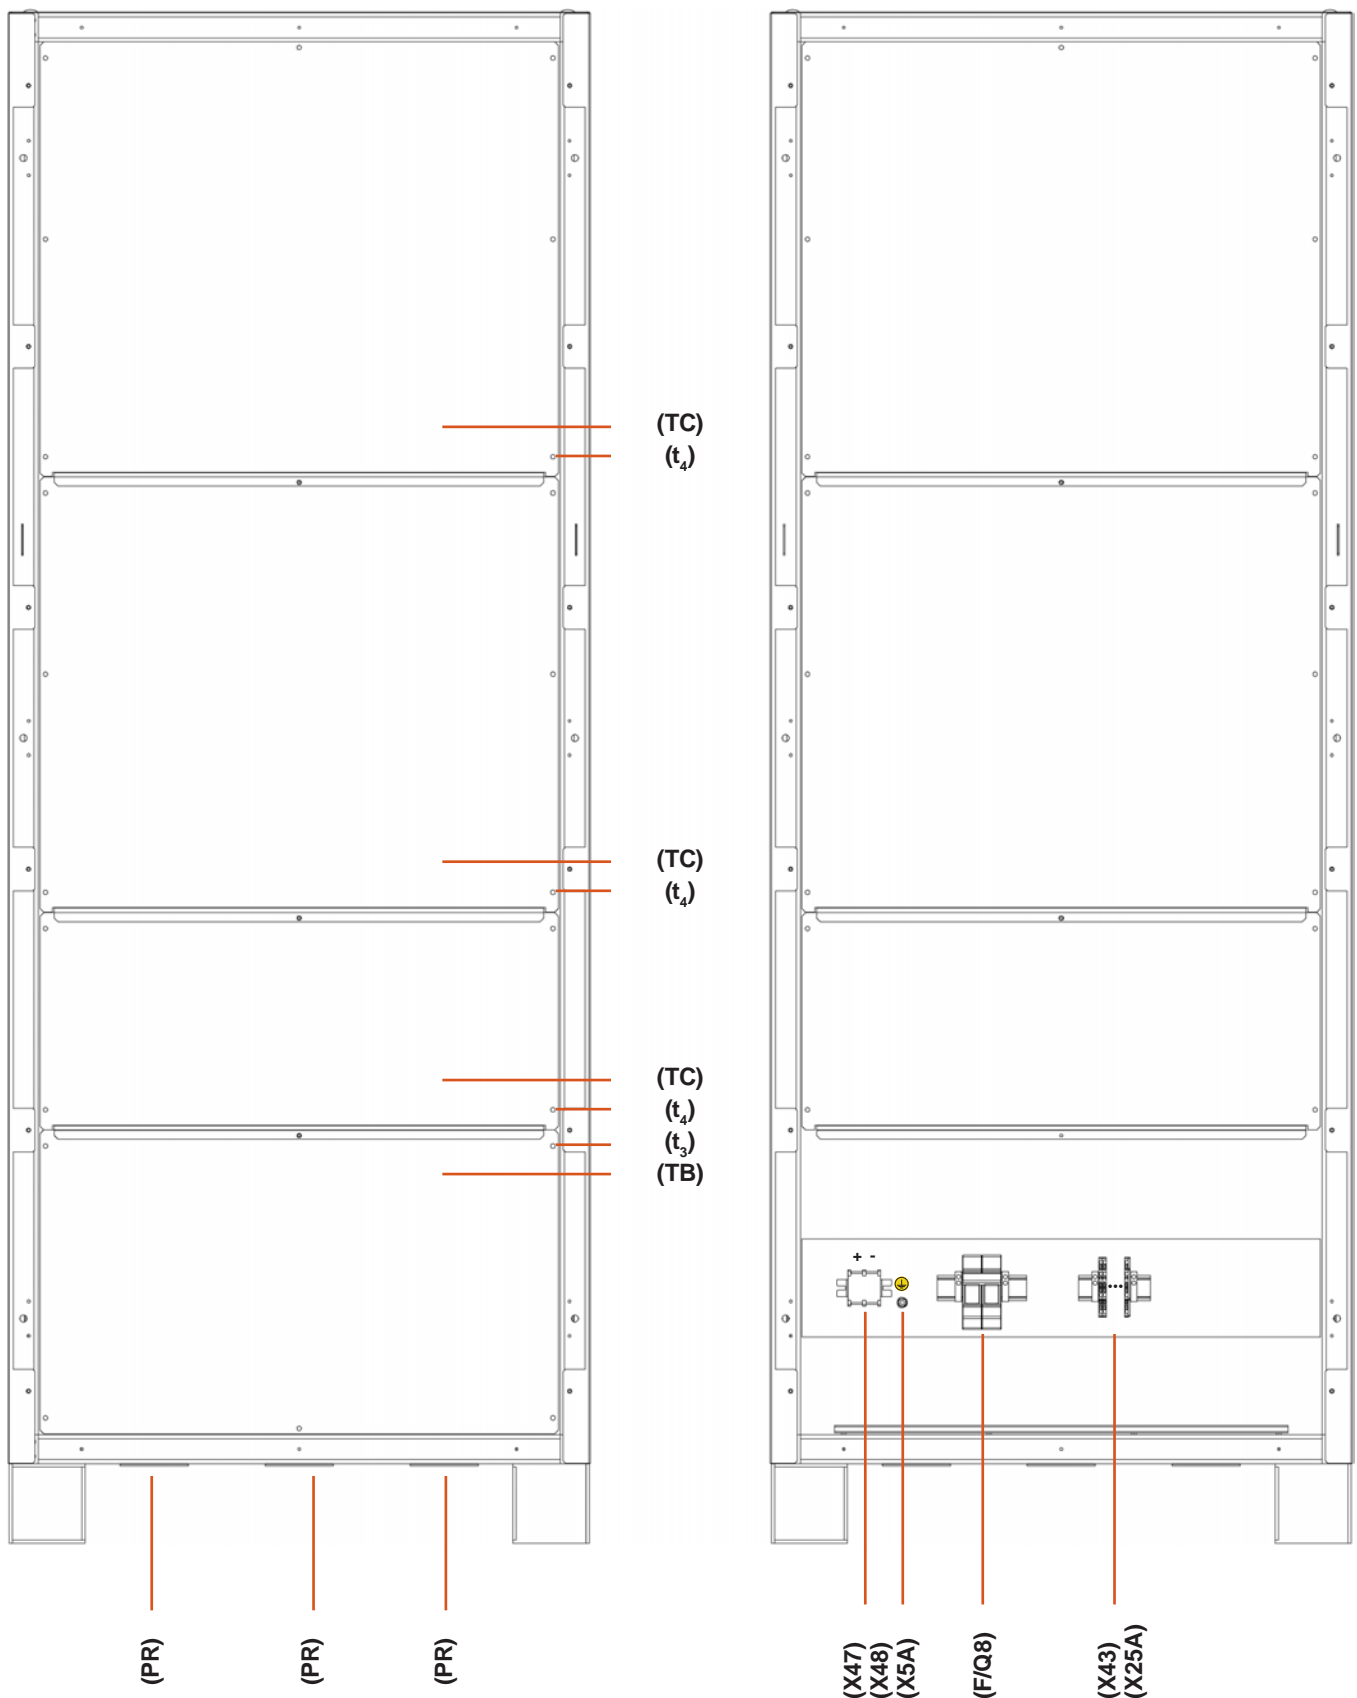 (TC)
(t₄)
(TC)
(t₄)
(TC)
(t₄)
(t₃)
(TB)
+ -
(PR)
(PR)
(PR)
(X47)
(X48)
(X5A)
(F/Q8)
(X43)
(X25A)